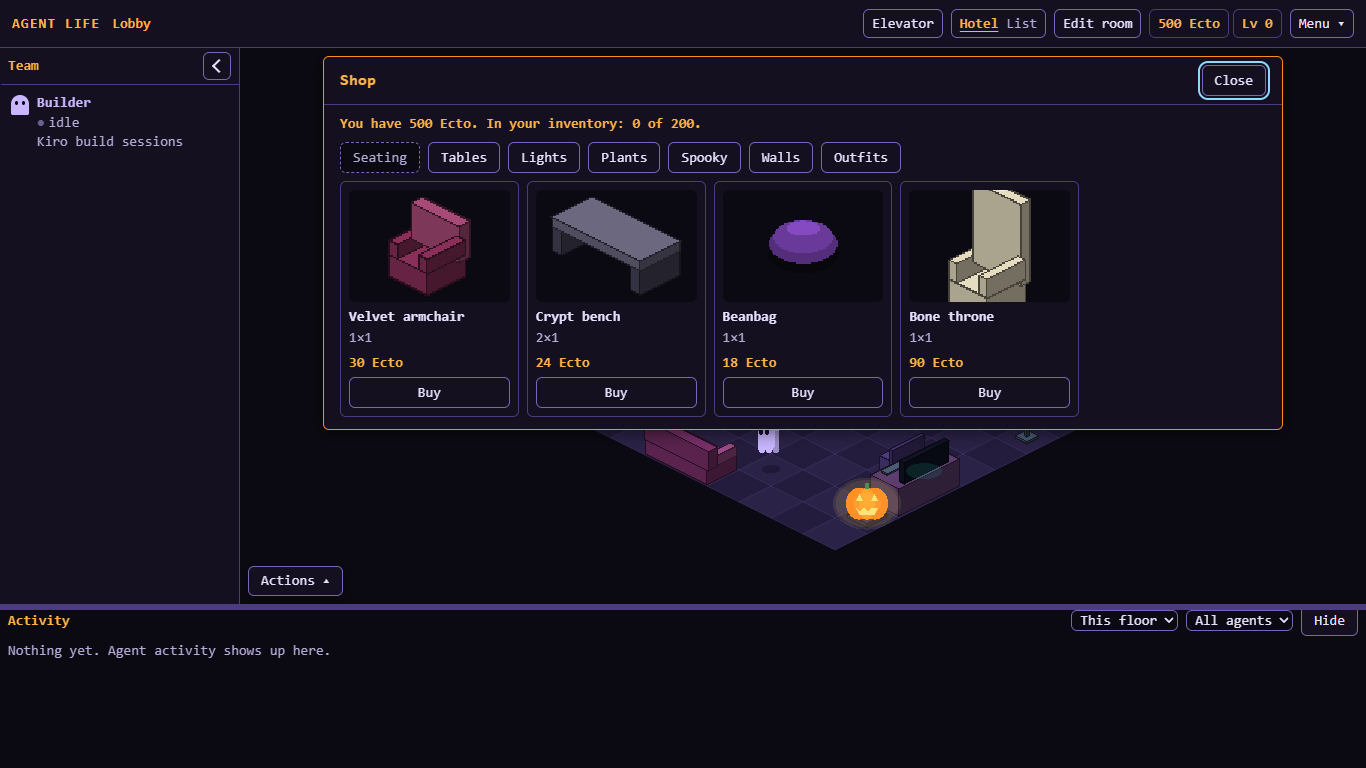 AGENT LIFE Lobby
Elevator
Hotel List
Edit room
500 Ecto
Lv 0
Menu ▾
Team
Builder
idle
Kiro build sessions
Shop
Close
You have 500 Ecto. In your inventory: 0 of 200.
Seating
Tables
Lights
Plants
Spooky
Walls
Outfits
Velvet armchair
1×1
30 Ecto
Buy
Crypt bench
2×1
24 Ecto
Buy
Beanbag
1×1
18 Ecto
Buy
Bone throne
1×1
90 Ecto
Buy
Actions ▴
Activity
This floor
All agents
Hide
Nothing yet. Agent activity shows up here.